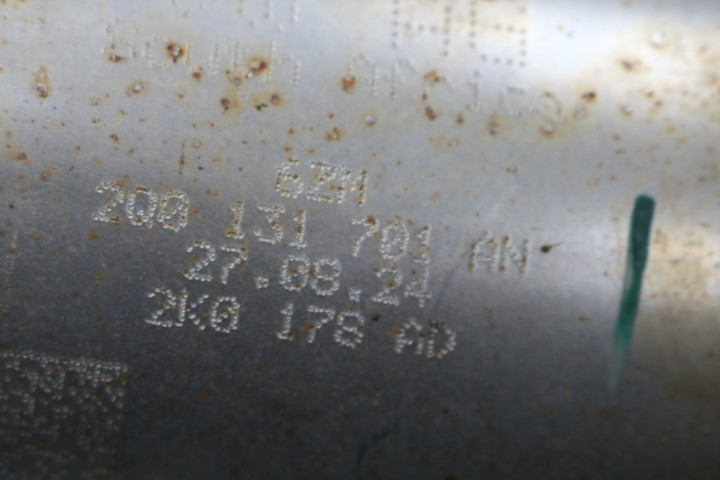 South Africa
6ZM
2Q0 131 701 AN
27.08.24
2K0 178 AD